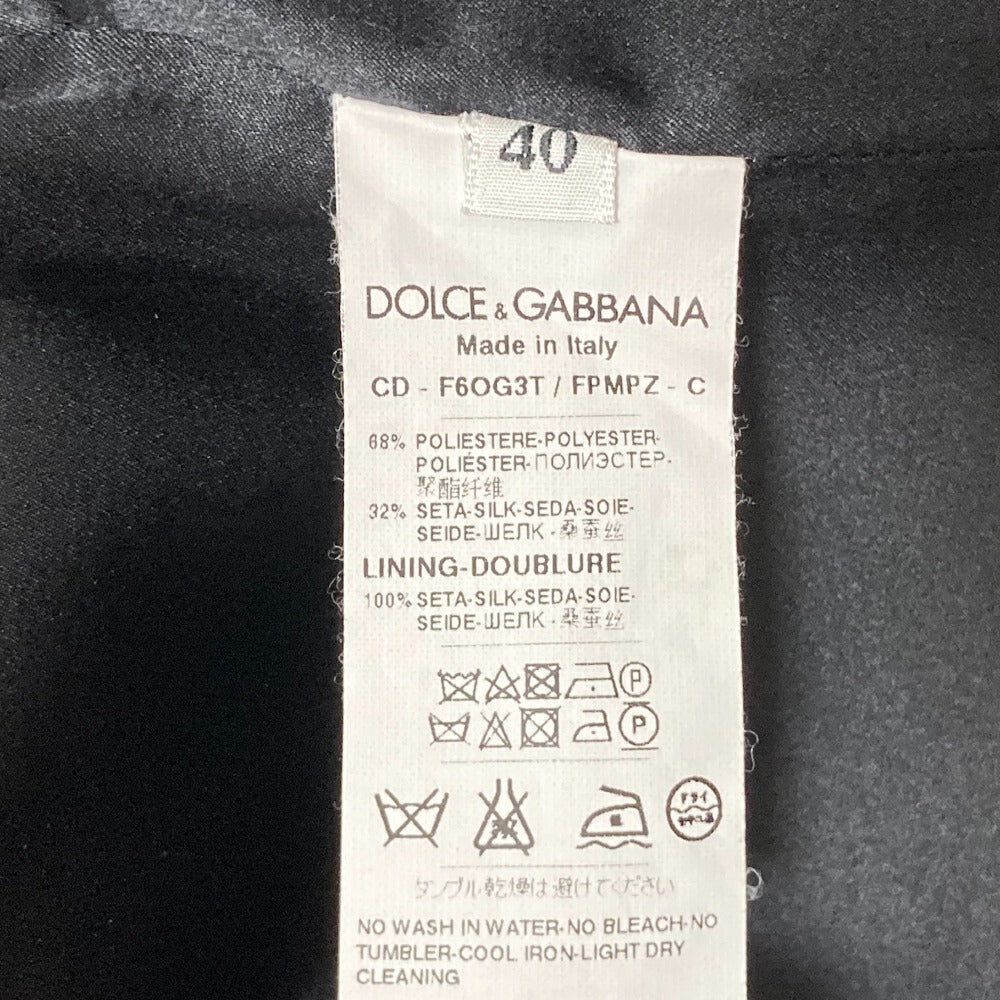 40
DOLCE & GABBANA
Made in Italy
CD - F6OG3T / FPMPZ - C
68% POLIESTERE-POLYESTER-
POLIÉSTER-ПОЛИЭСТЕР-
聚酯纤维
32% SETA-SILK-SEDA-SOIE-
SEIDE-ШЕЛК - 桑蚕丝
LINING-DOUBLURE
100% SETA-SILK-SEDA-SOIE-
SEIDE-ШЕЛК - 桑蚕丝
P
P
ドライ
タンブル乾燥は避けてください
NO WASH IN WATER-NO BLEACH-NO
TUMBLER-COOL IRON-LIGHT DRY
CLEANING